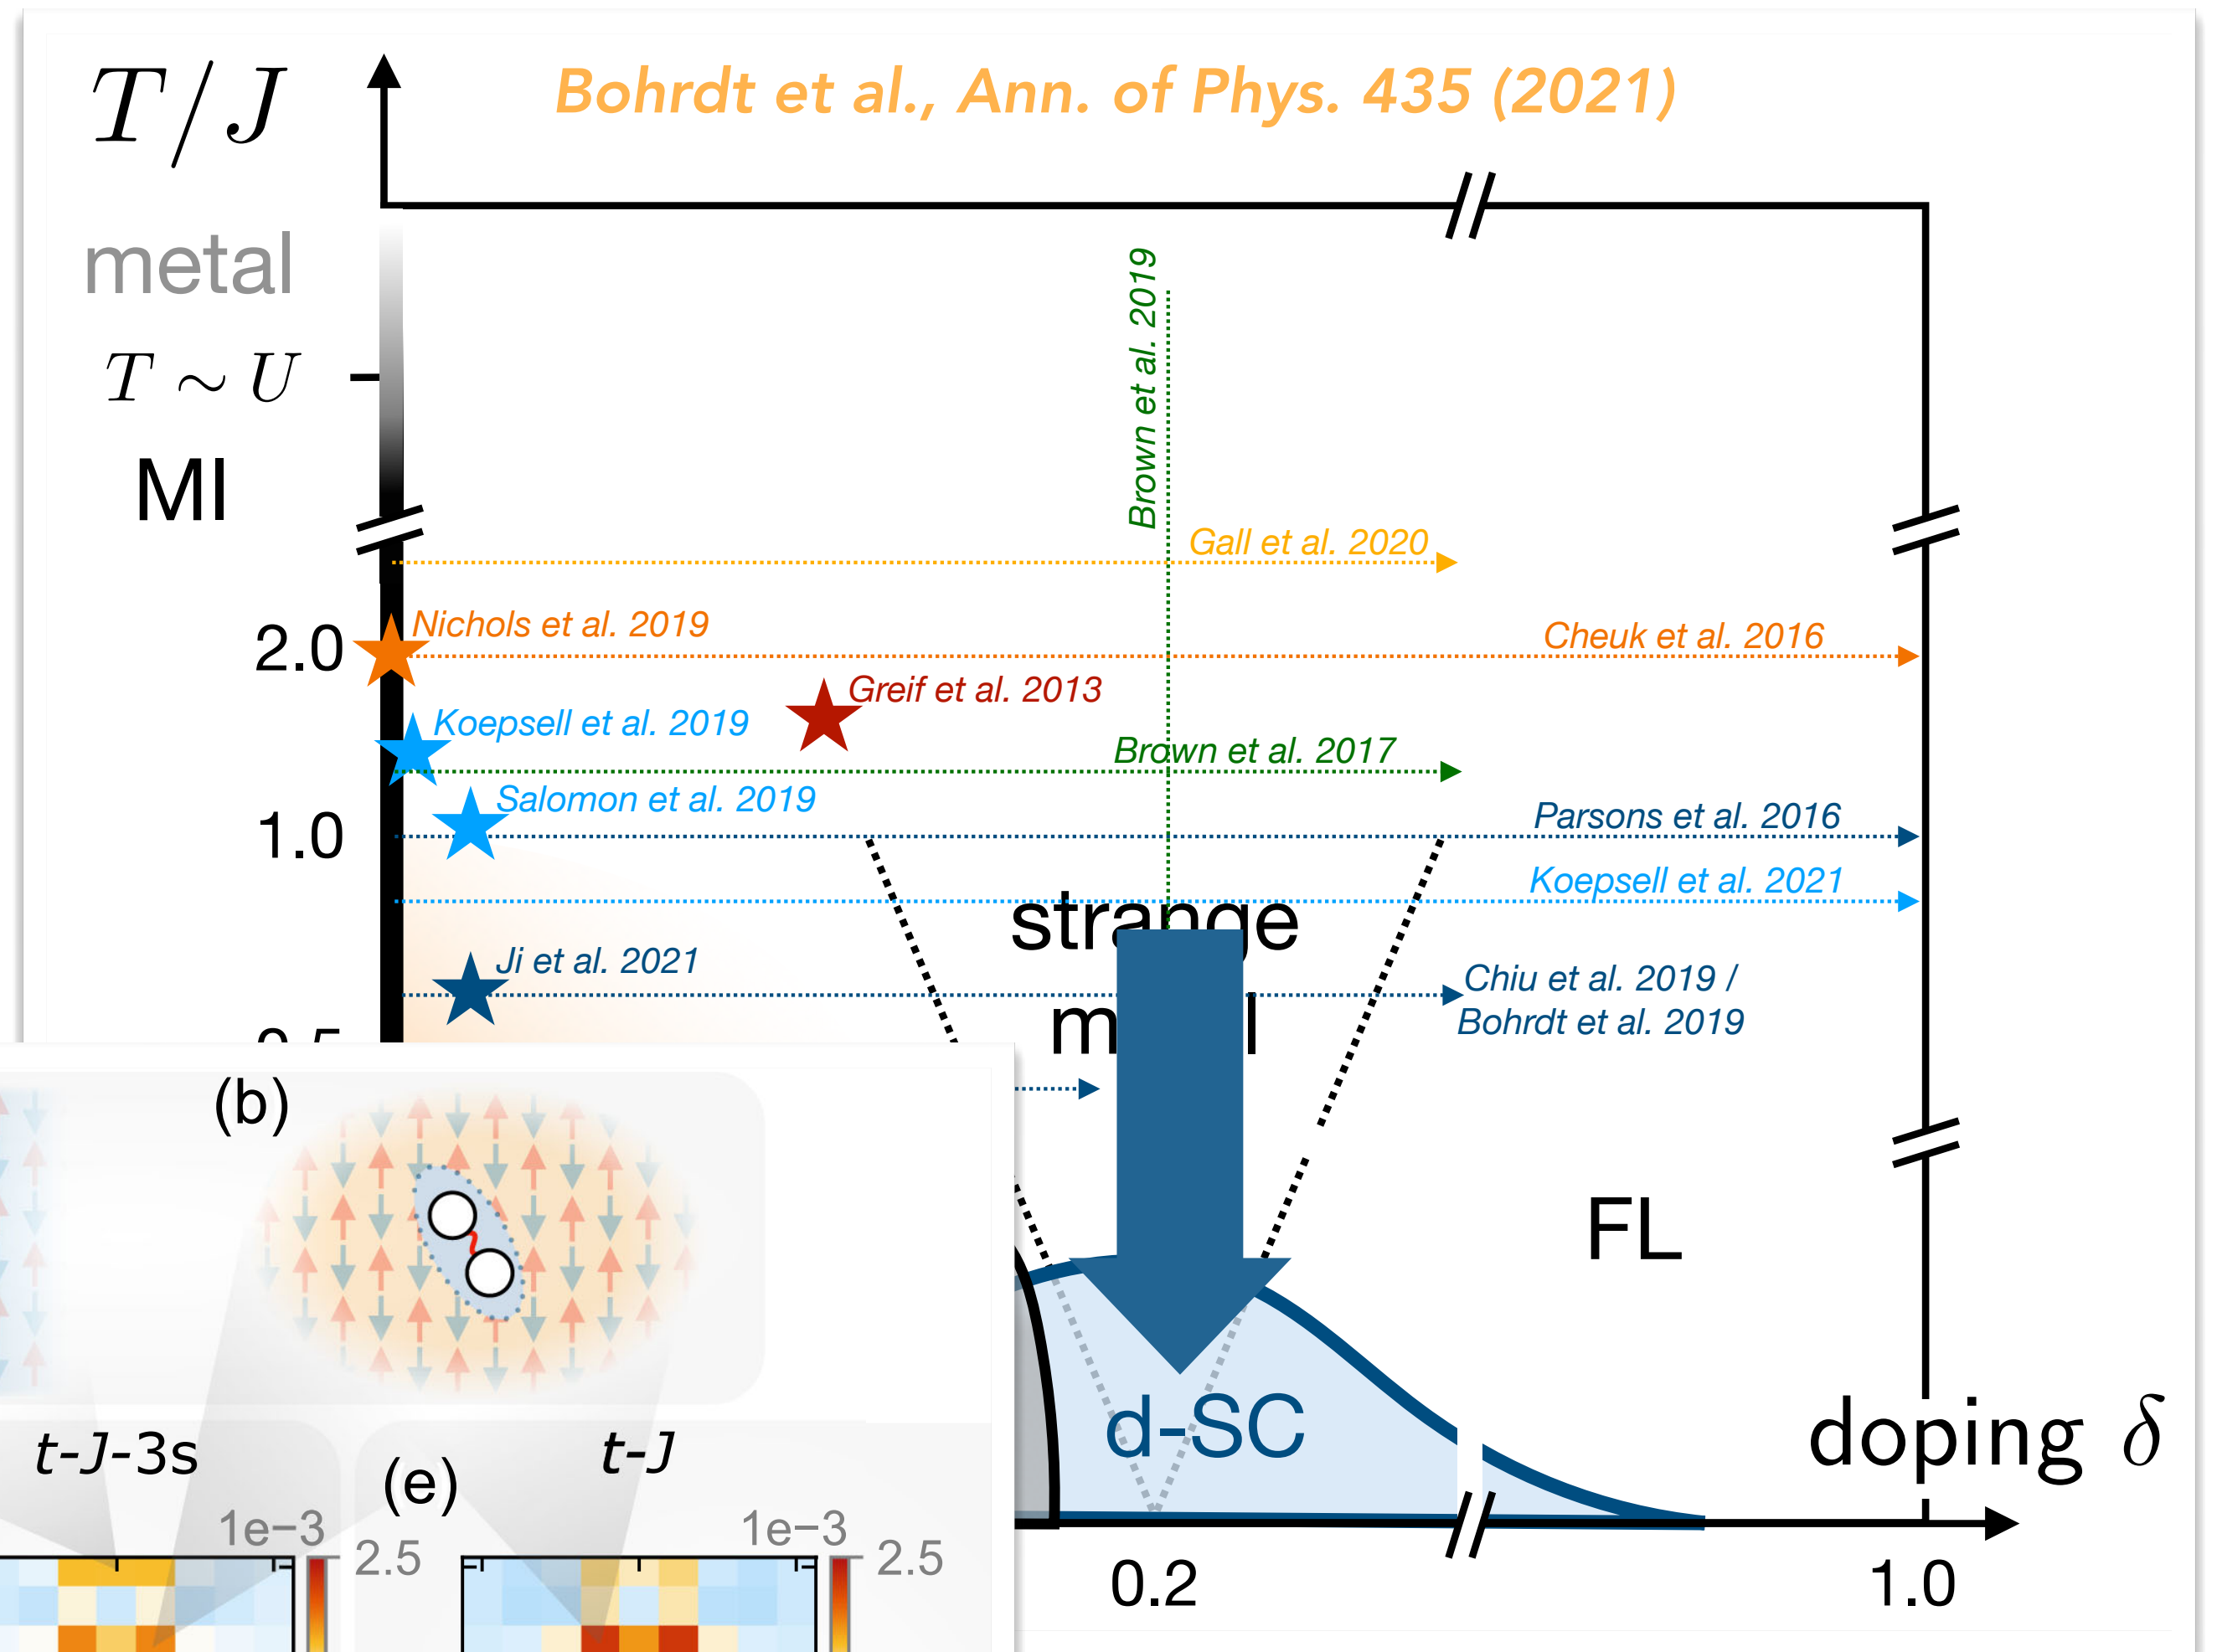 T/J
Bohrdt et al., Ann. of Phys. 435 (2021)
metal
T ∼ U
MI
Brown et al. 2019
Gall et al. 2020
Nichols et al. 2019
2.0
Cheuk et al. 2016
Greif et al. 2013
Koepsell et al. 2019
Brown et al. 2017
Salomon et al. 2019
1.0
Parsons et al. 2016
Koepsell et al. 2021
strange
Ji et al. 2021
Chiu et al. 2019 /
Bohrdt et al. 2019
(b)
FL
d-SC
doping δ
t-J-3s
(e)
t-J
1e−3
2.5
1e−3
2.5
0.2
1.0